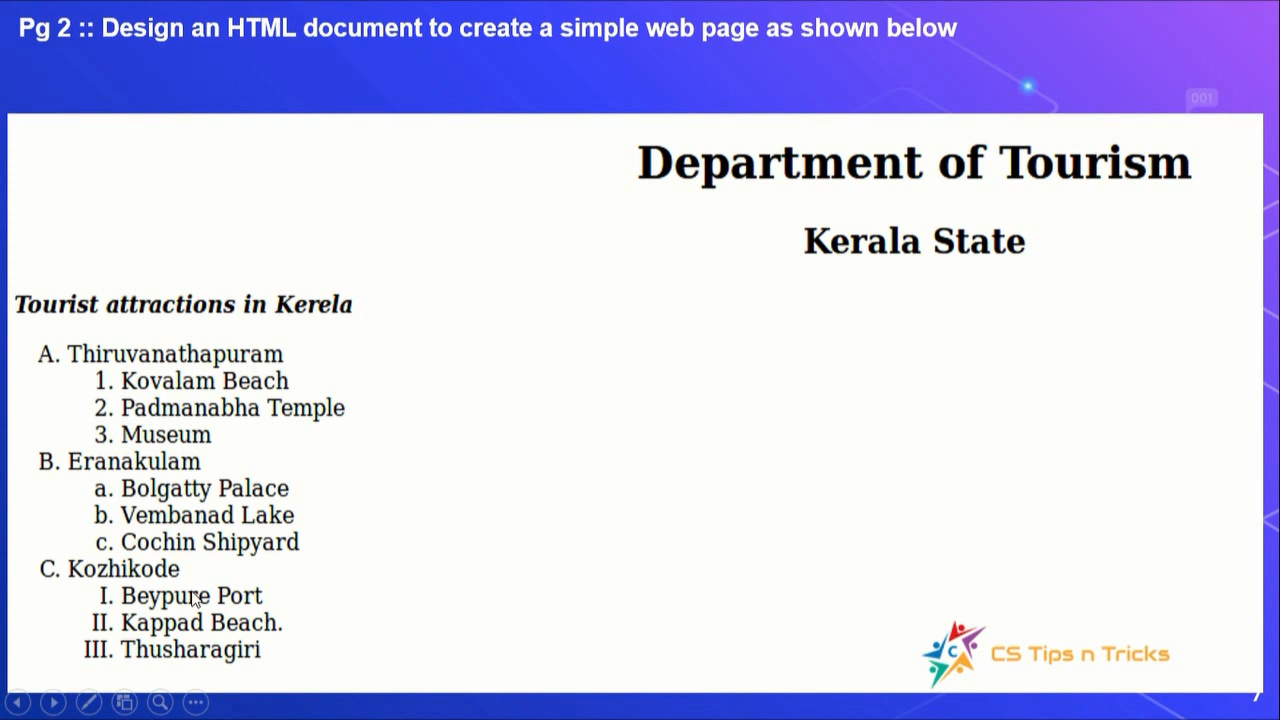 Pg 2 :: Design an HTML document to create a simple web page as shown below
001
Department of Tourism
Kerala State
Tourist attractions in Kerela
A. Thiruvanathapuram
1. Kovalam Beach
2. Padmanabha Temple
3. Museum
B. Eranakulam
a. Bolgatty Palace
b. Vembanad Lake
c. Cochin Shipyard
C. Kozhikode
I. Beypure Port
II. Kappad Beach.
III. Thusharagiri
C CS Tips n Tricks
7